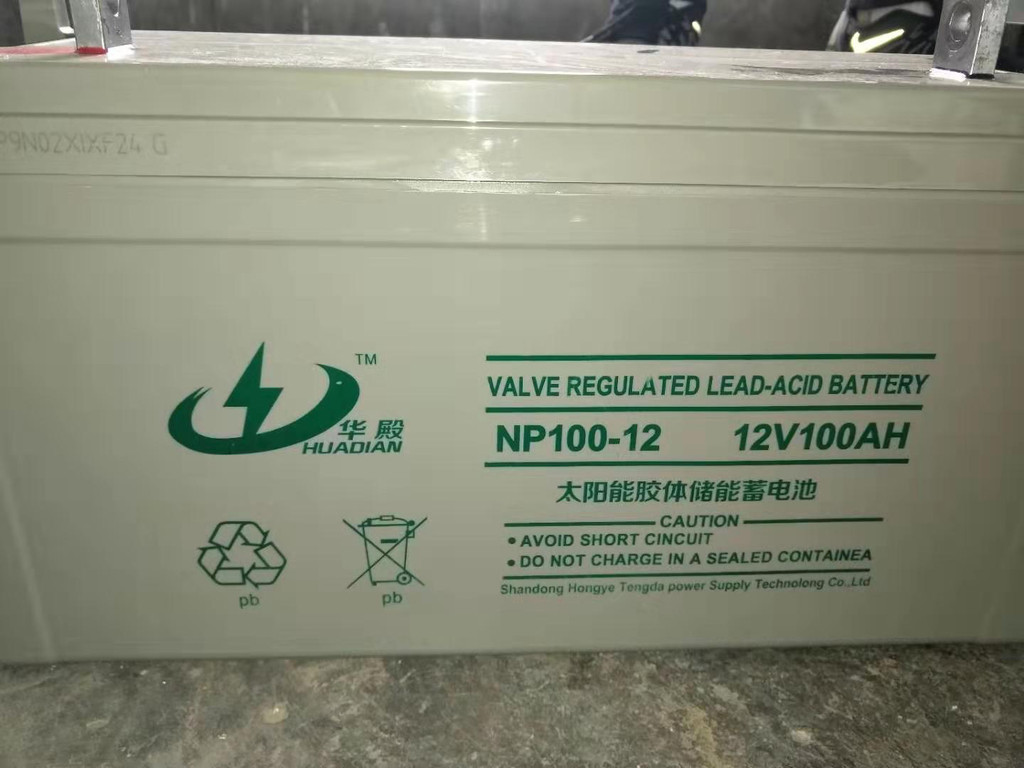 P9N02XIXF24 G
TM
华殿
HUADIAN
VALVE REGULATED LEAD-ACID BATTERY
NP100-12 12V100AH
太阳能胶体储能蓄电池
CAUTION
• AVOID SHORT CINCUIT
• DO NOT CHARGE IN A SEALED CONTAINEA
Shandong Hongye Tengda power Supply Technolong Co.,Ltd
pb
pb